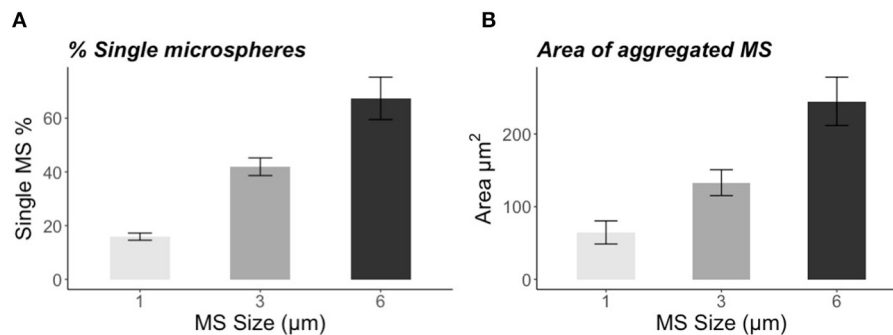 A
% Single microspheres
Single MS %
60
40
20
0
1 3 6
MS Size (µm)
B
Area of aggregated MS
Area µm²
200
100
0
1 3 6
MS Size (µm)